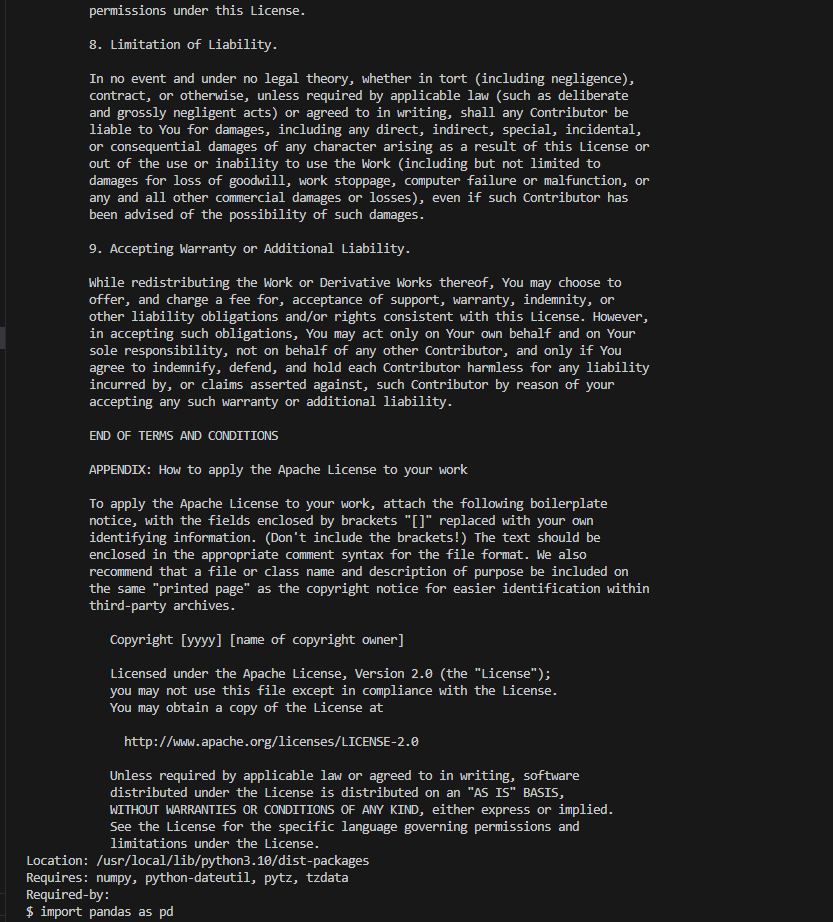 permissions under this License.
8. Limitation of Liability.
In no event and under no legal theory, whether in tort (including negligence),
contract, or otherwise, unless required by applicable law (such as deliberate
and grossly negligent acts) or agreed to in writing, shall any Contributor be
liable to You for damages, including any direct, indirect, special, incidental,
or consequential damages of any character arising as a result of this License or
out of the use or inability to use the Work (including but not limited to
damages for loss of goodwill, work stoppage, computer failure or malfunction, or
any and all other commercial damages or losses), even if such Contributor has
been advised of the possibility of such damages.
9. Accepting Warranty or Additional Liability.
While redistributing the Work or Derivative Works thereof, You may choose to
offer, and charge a fee for, acceptance of support, warranty, indemnity, or
other liability obligations and/or rights consistent with this License. However,
in accepting such obligations, You may act only on Your own behalf and on Your
sole responsibility, not on behalf of any other Contributor, and only if You
agree to indemnify, defend, and hold each Contributor harmless for any liability
incurred by, or claims asserted against, such Contributor by reason of your
accepting any such warranty or additional liability.
END OF TERMS AND CONDITIONS
APPENDIX: How to apply the Apache License to your work
To apply the Apache License to your work, attach the following boilerplate
notice, with the fields enclosed by brackets "[]" replaced with your own
identifying information. (Don't include the brackets!) The text should be
enclosed in the appropriate comment syntax for the file format. We also
recommend that a file or class name and description of purpose be included on
the same "printed page" as the copyright notice for easier identification within
third-party archives.
Copyright [yyyy] [name of copyright owner]
Licensed under the Apache License, Version 2.0 (the "License");
you may not use this file except in compliance with the License.
You may obtain a copy of the License at
http://www.apache.org/licenses/LICENSE-2.0
Unless required by applicable law or agreed to in writing, software
distributed under the License is distributed on an "AS IS" BASIS,
WITHOUT WARRANTIES OR CONDITIONS OF ANY KIND, either express or implied.
See the License for the specific language governing permissions and
limitations under the License.
Location: /usr/local/lib/python3.10/dist-packages
Requires: numpy, python-dateutil, pytz, tzdata
Required-by:
$ import pandas as pd